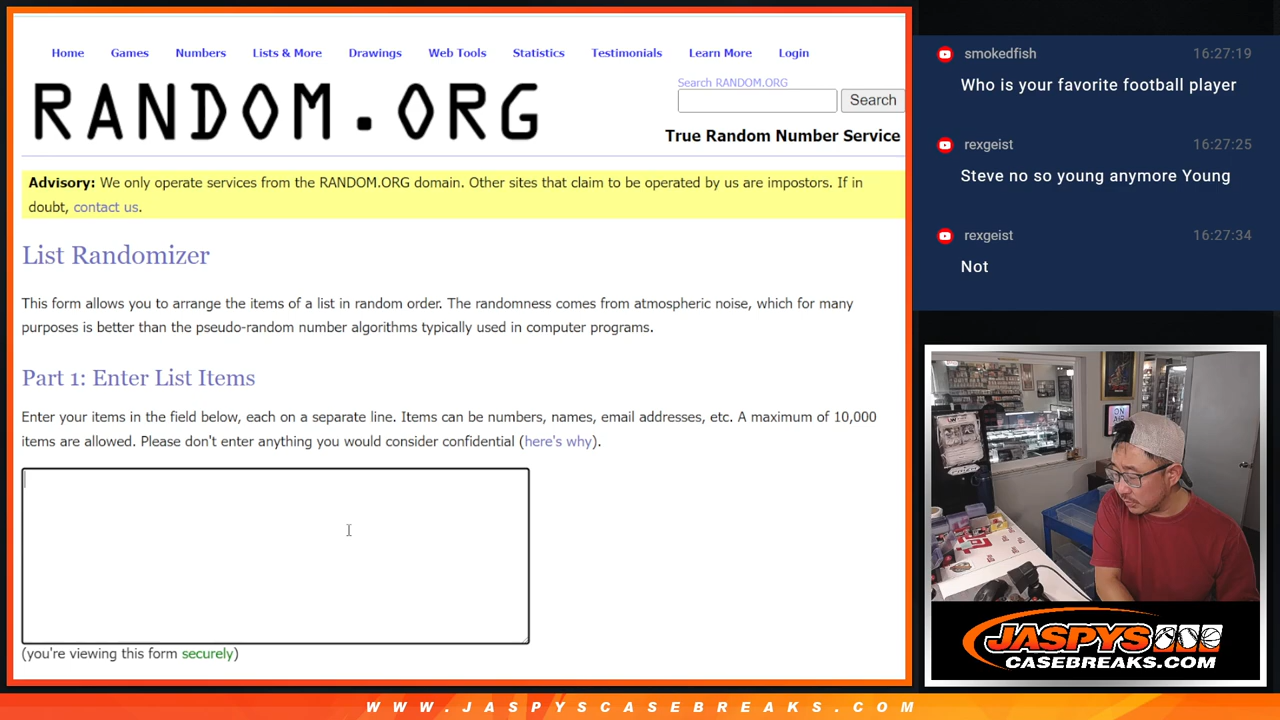 Home Games Numbers Lists & More Drawings Web Tools Statistics Testimonials Learn More Login
RANDOM.ORG
Search RANDOM.ORG
Search
True Random Number Service
Advisory: We only operate services from the RANDOM.ORG domain. Other sites that claim to be operated by us are impostors. If in
doubt, contact us.
List Randomizer
This form allows you to arrange the items of a list in random order. The randomness comes from atmospheric noise, which for many
purposes is better than the pseudo-random number algorithms typically used in computer programs.
Part 1: Enter List Items
Enter your items in the field below, each on a separate line. Items can be numbers, names, email addresses, etc. A maximum of 10,000
items are allowed. Please don't enter anything you would consider confidential (here's why).
(you're viewing this form securely)
smokedfish 16:27:19
Who is your favorite football player
rexgeist 16:27:25
Steve no so young anymore Young
rexgeist 16:27:34
Not
ON
AIR
JASPYS
CASEBREAKS.COM
WWW.JASPYSCASEBREAKS.COM